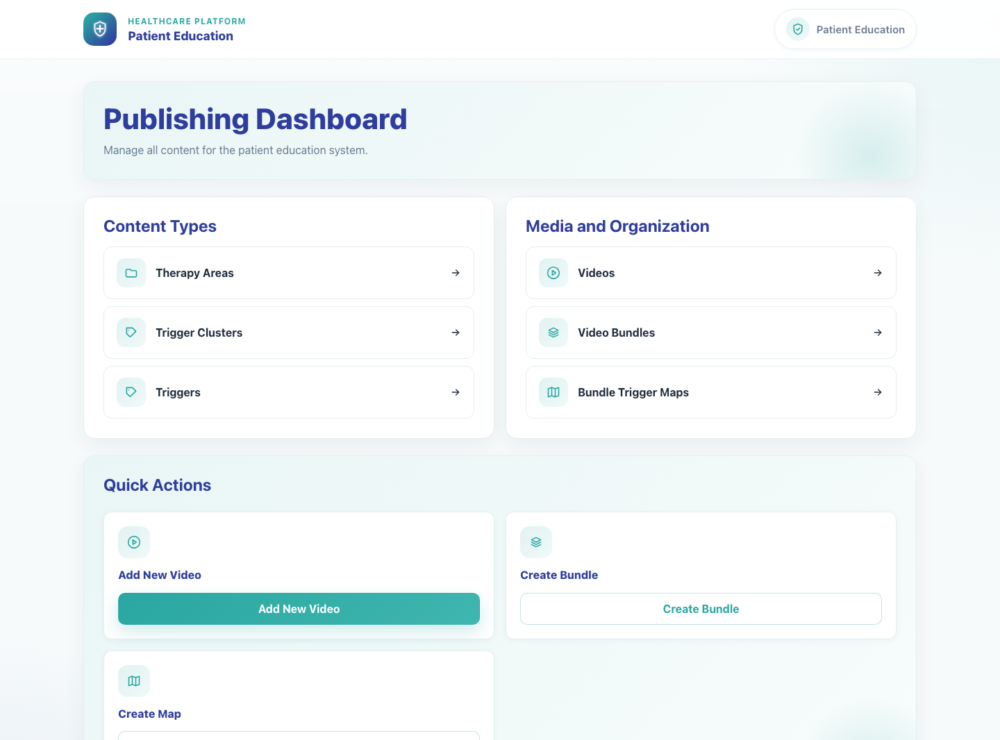 HEALTHCARE PLATFORM
Patient Education
Patient Education
Publishing Dashboard
Manage all content for the patient education system.
Content Types
Therapy Areas
Trigger Clusters
Triggers
Media and Organization
Videos
Video Bundles
Bundle Trigger Maps
Quick Actions
Add New Video
Add New Video
Create Bundle
Create Bundle
Create Map